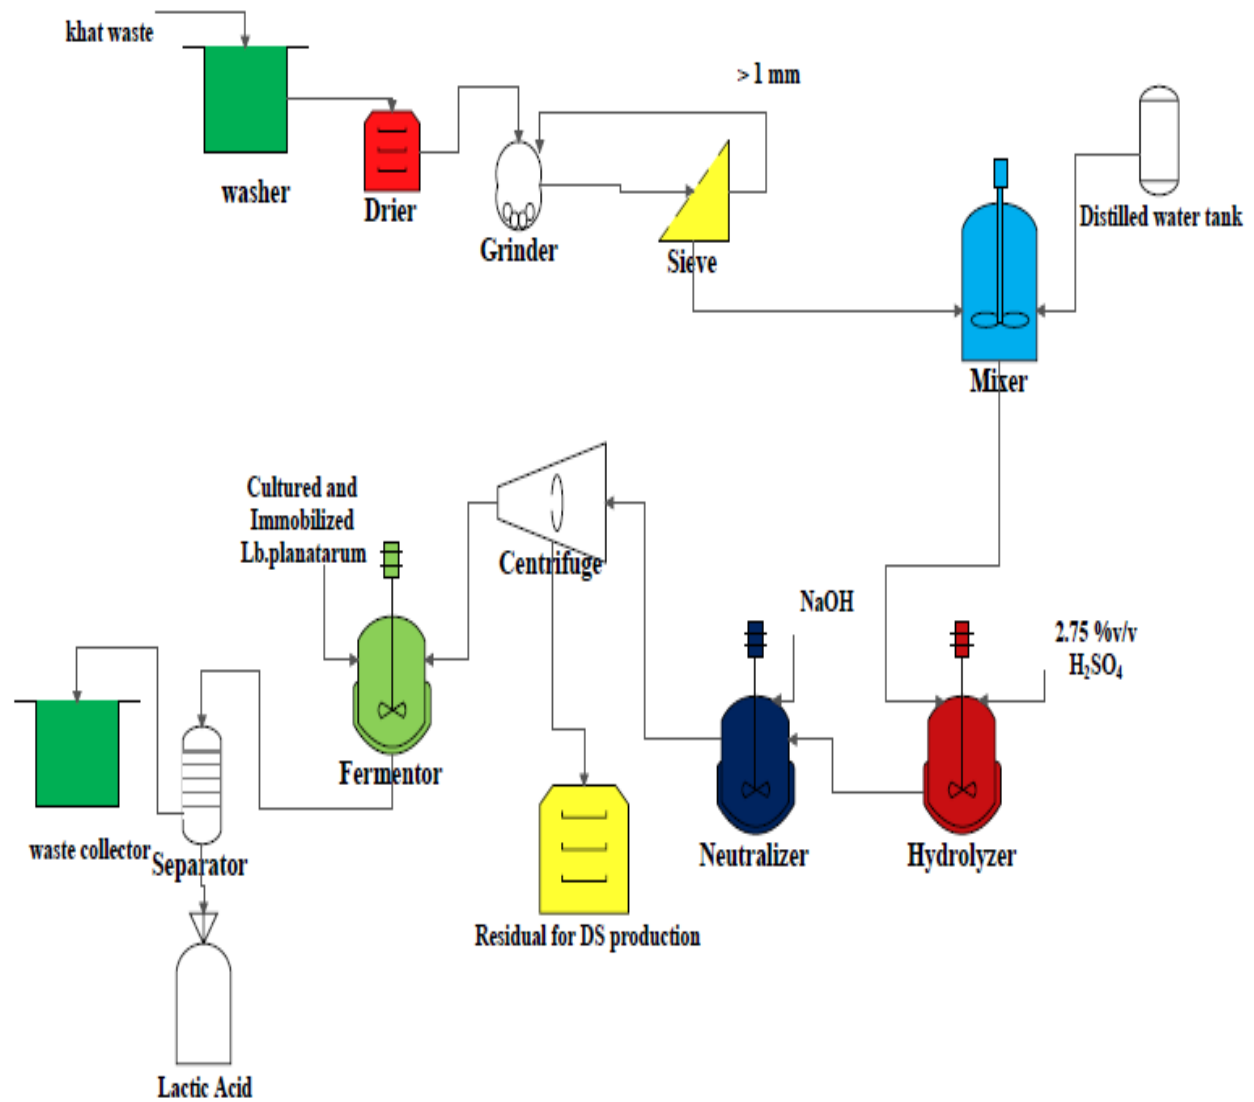 khat waste
> 1 mm
washer
Drier
Grinder
Sieve
Distilled water tank
Mixer
Cultured and
Immobilized
Lb.planatarum
Centrifuge
NaOH
2.75 %v/v
H₂SO₄
Fermentor
waste collector
Separator
Neutralizer
Hydrolyzer
Residual for DS production
Lactic Acid